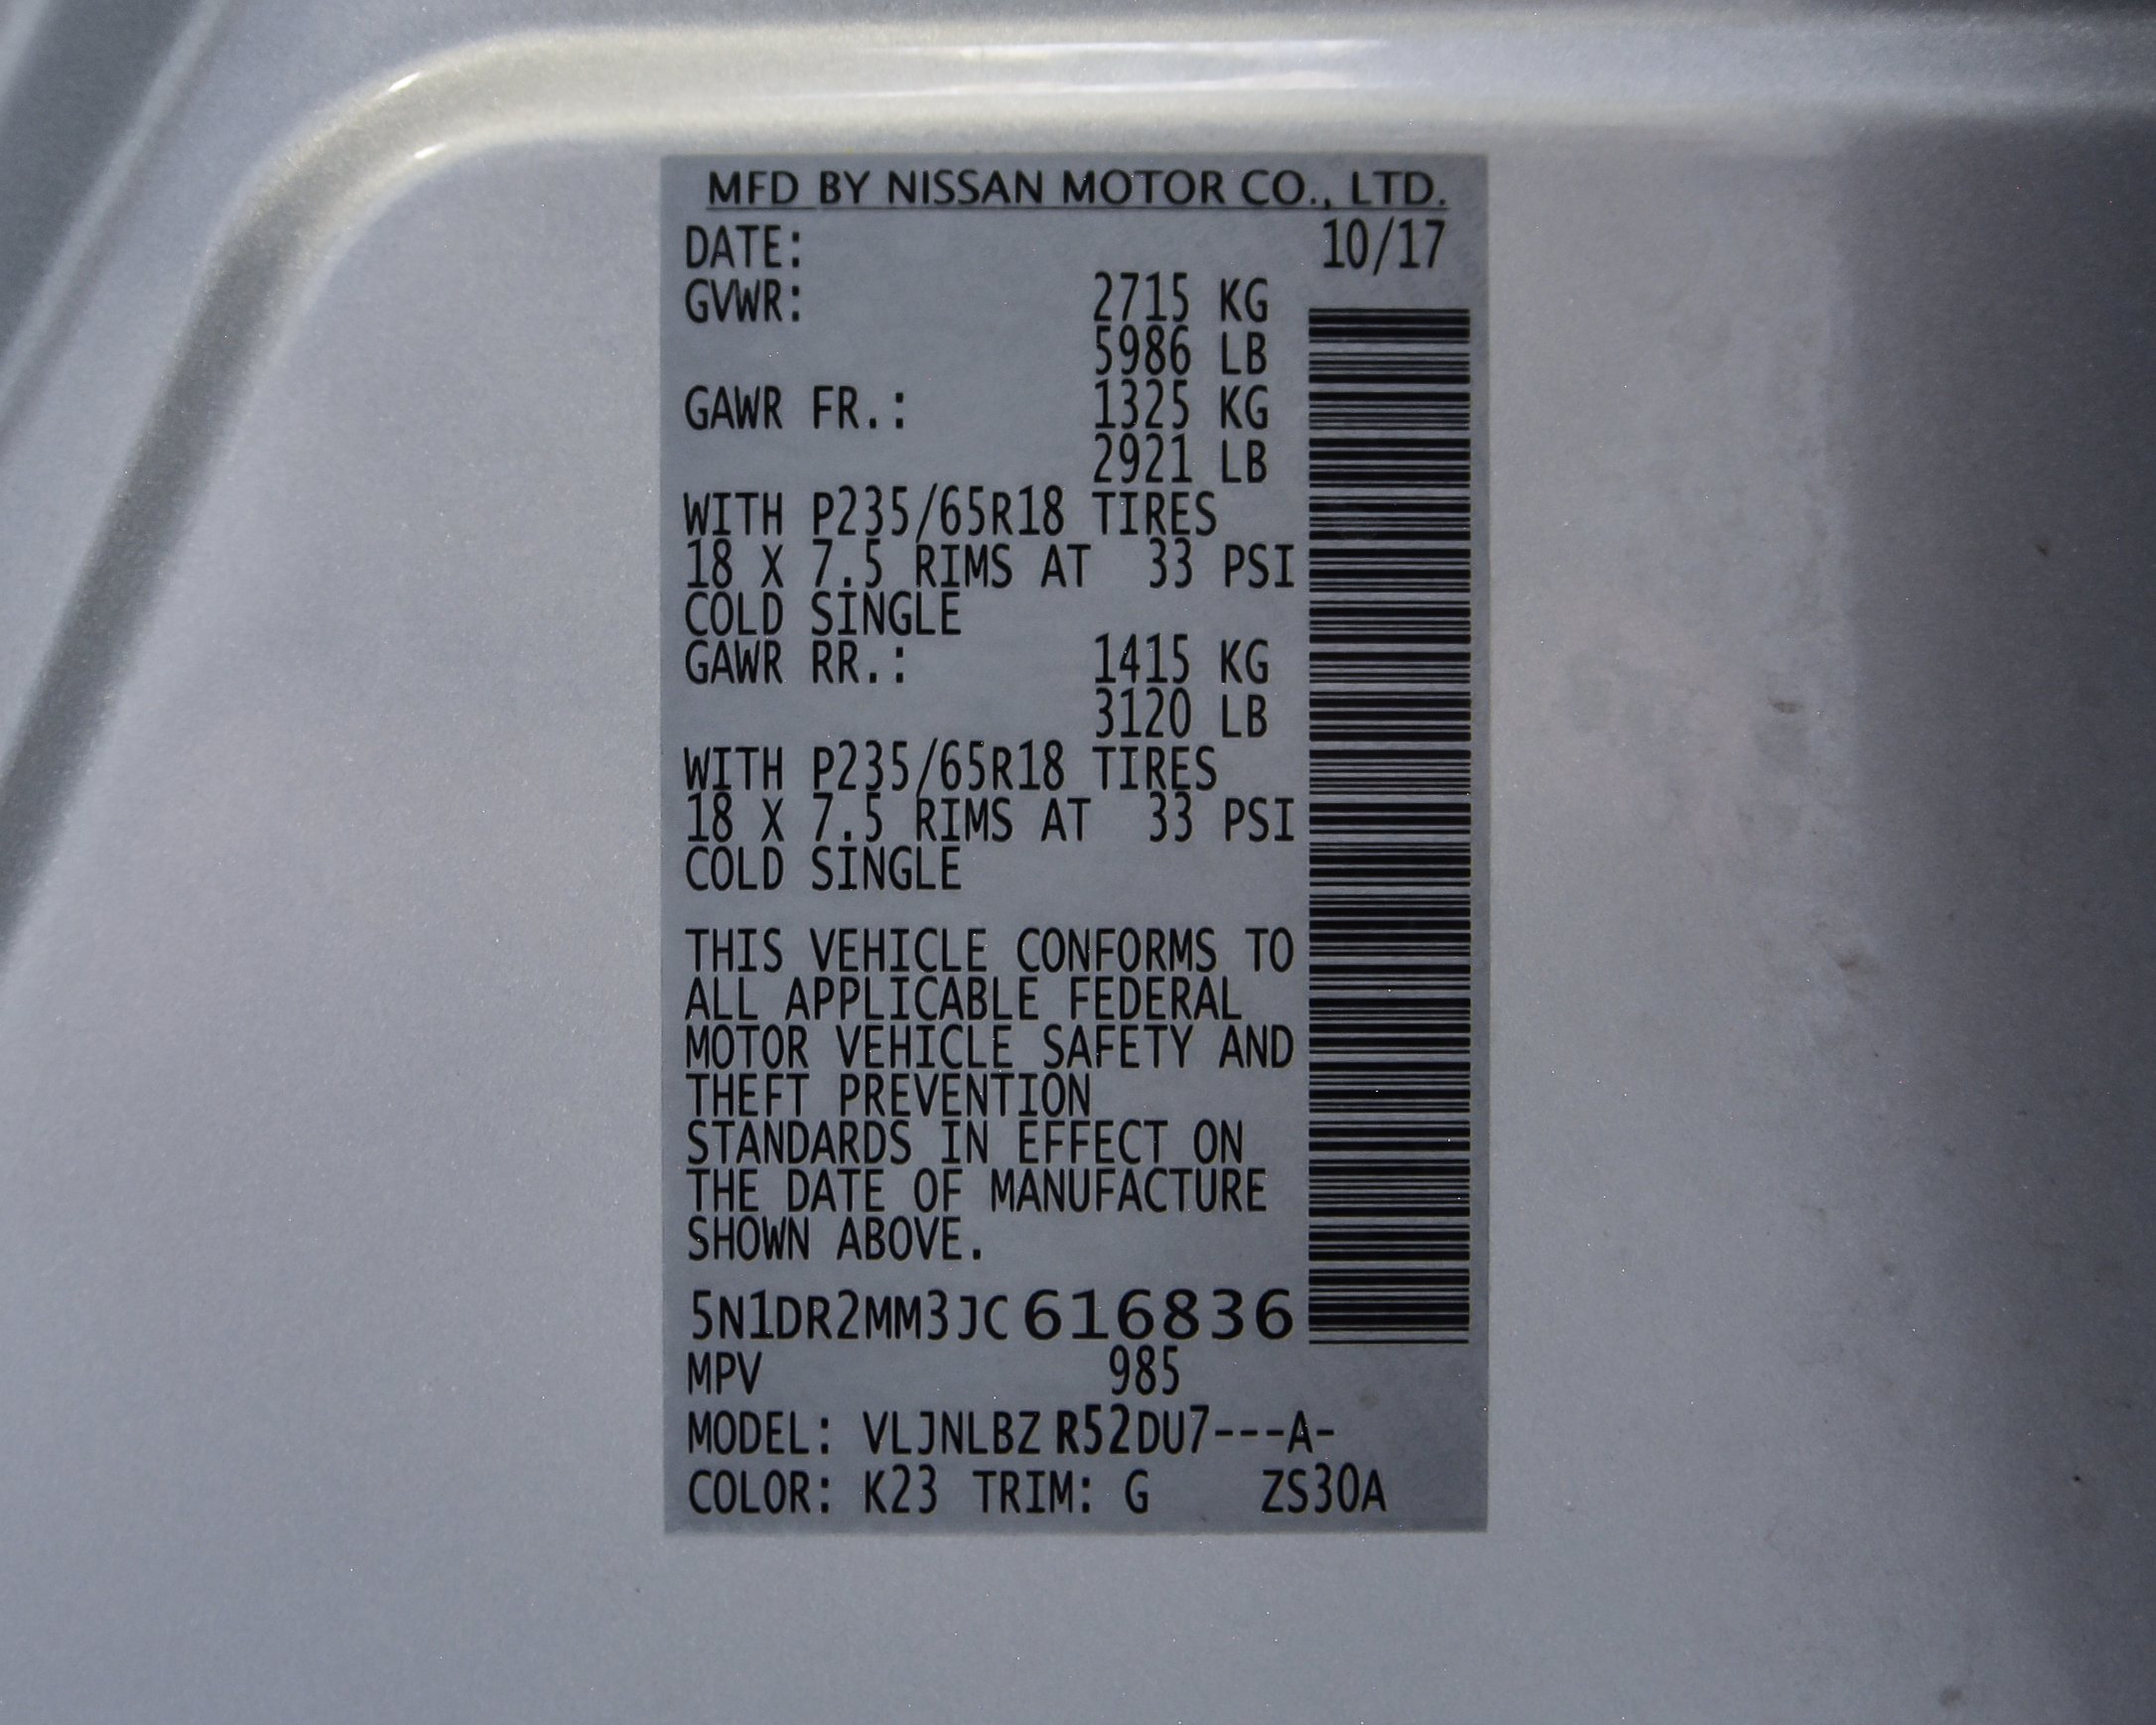 MFD BY NISSAN MOTOR CO., LTD.
DATE: 10/17
GVWR: 2715 KG
5986 LB
GAWR FR.: 1325 KG
2921 LB
WITH P235/65R18 TIRES
18 X 7.5 RIMS AT 33 PSI
COLD SINGLE
GAWR RR.: 1415 KG
3120 LB
WITH P235/65R18 TIRES
18 X 7.5 RIMS AT 33 PSI
COLD SINGLE
THIS VEHICLE CONFORMS TO
ALL APPLICABLE FEDERAL
MOTOR VEHICLE SAFETY AND
THEFT PREVENTION
STANDARDS IN EFFECT ON
THE DATE OF MANUFACTURE
SHOWN ABOVE.
5N1DR2MM3JC616836
MPV 985
MODEL: VLJNLBZ R52DU7---A-
COLOR: K23 TRIM: G ZS30A